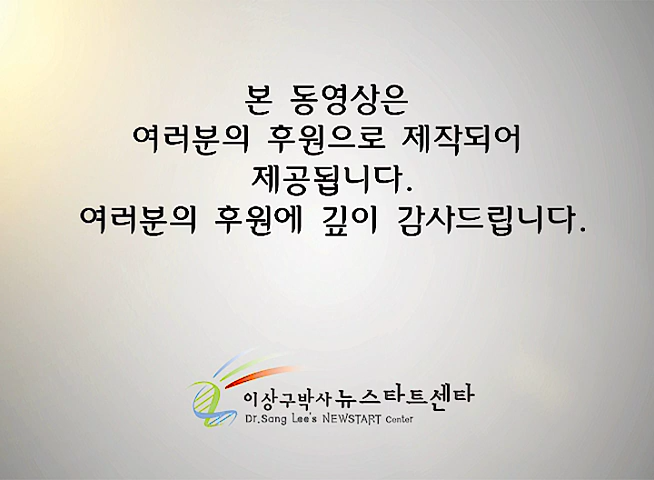 본 동영상은
여러분의 후원으로 제작되어
제공됩니다.
여러분의 후원에 깊이 감사드립니다.
이상구박사 뉴스타트센타
Dr.Sang Lee's NEWSTART Center